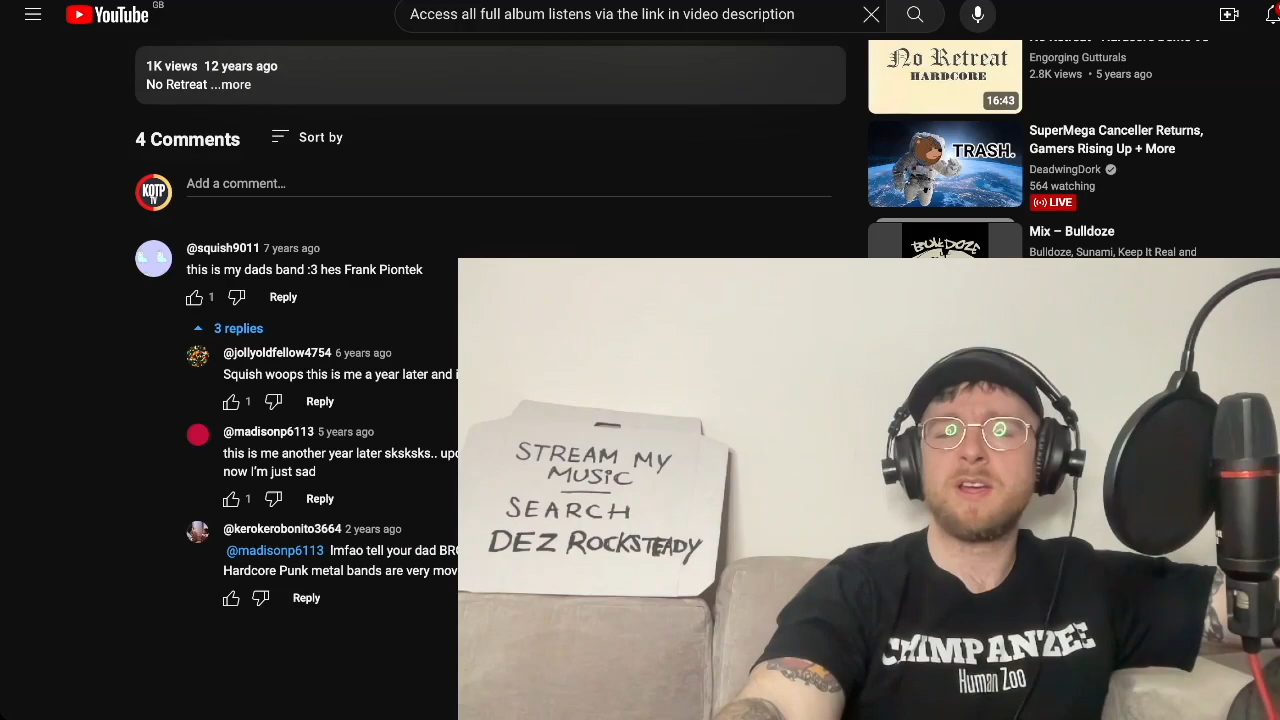 GB
YouTube
Access all full album listens via the link in video description
1K views 12 years ago
No Retreat ...more
4 Comments
Sort by
KOTP
TV
Add a comment...
@squish9011 7 years ago
this is my dads band :3 hes Frank Piontek
1
Reply
3 replies
@jollyoldfellow4754 6 years ago
Squish woops this is me a year later and i
1
Reply
@madisonp6113 5 years ago
this is me another year later sksksks.. upd
now I'm just sad
1
Reply
@kerokerobonito3664 2 years ago
@madisonp6113 lmfao tell your dad BRO
Hardcore Punk metal bands are very mov
Reply
No Retreat
HARDCORE
16:43
Engorging Gutturals
2.8K views • 5 years ago
TRASH.
SuperMega Canceller Returns,
Gamers Rising Up + More
DeadwingDork
564 watching
LIVE
BULLDOZE
Mix – Bulldoze
Bulldoze, Sunami, Keep It Real and
STREAM MY
MUSIC
SEARCH
DEZ ROCKSTEADY
CHIMPANZEE
Human Zoo